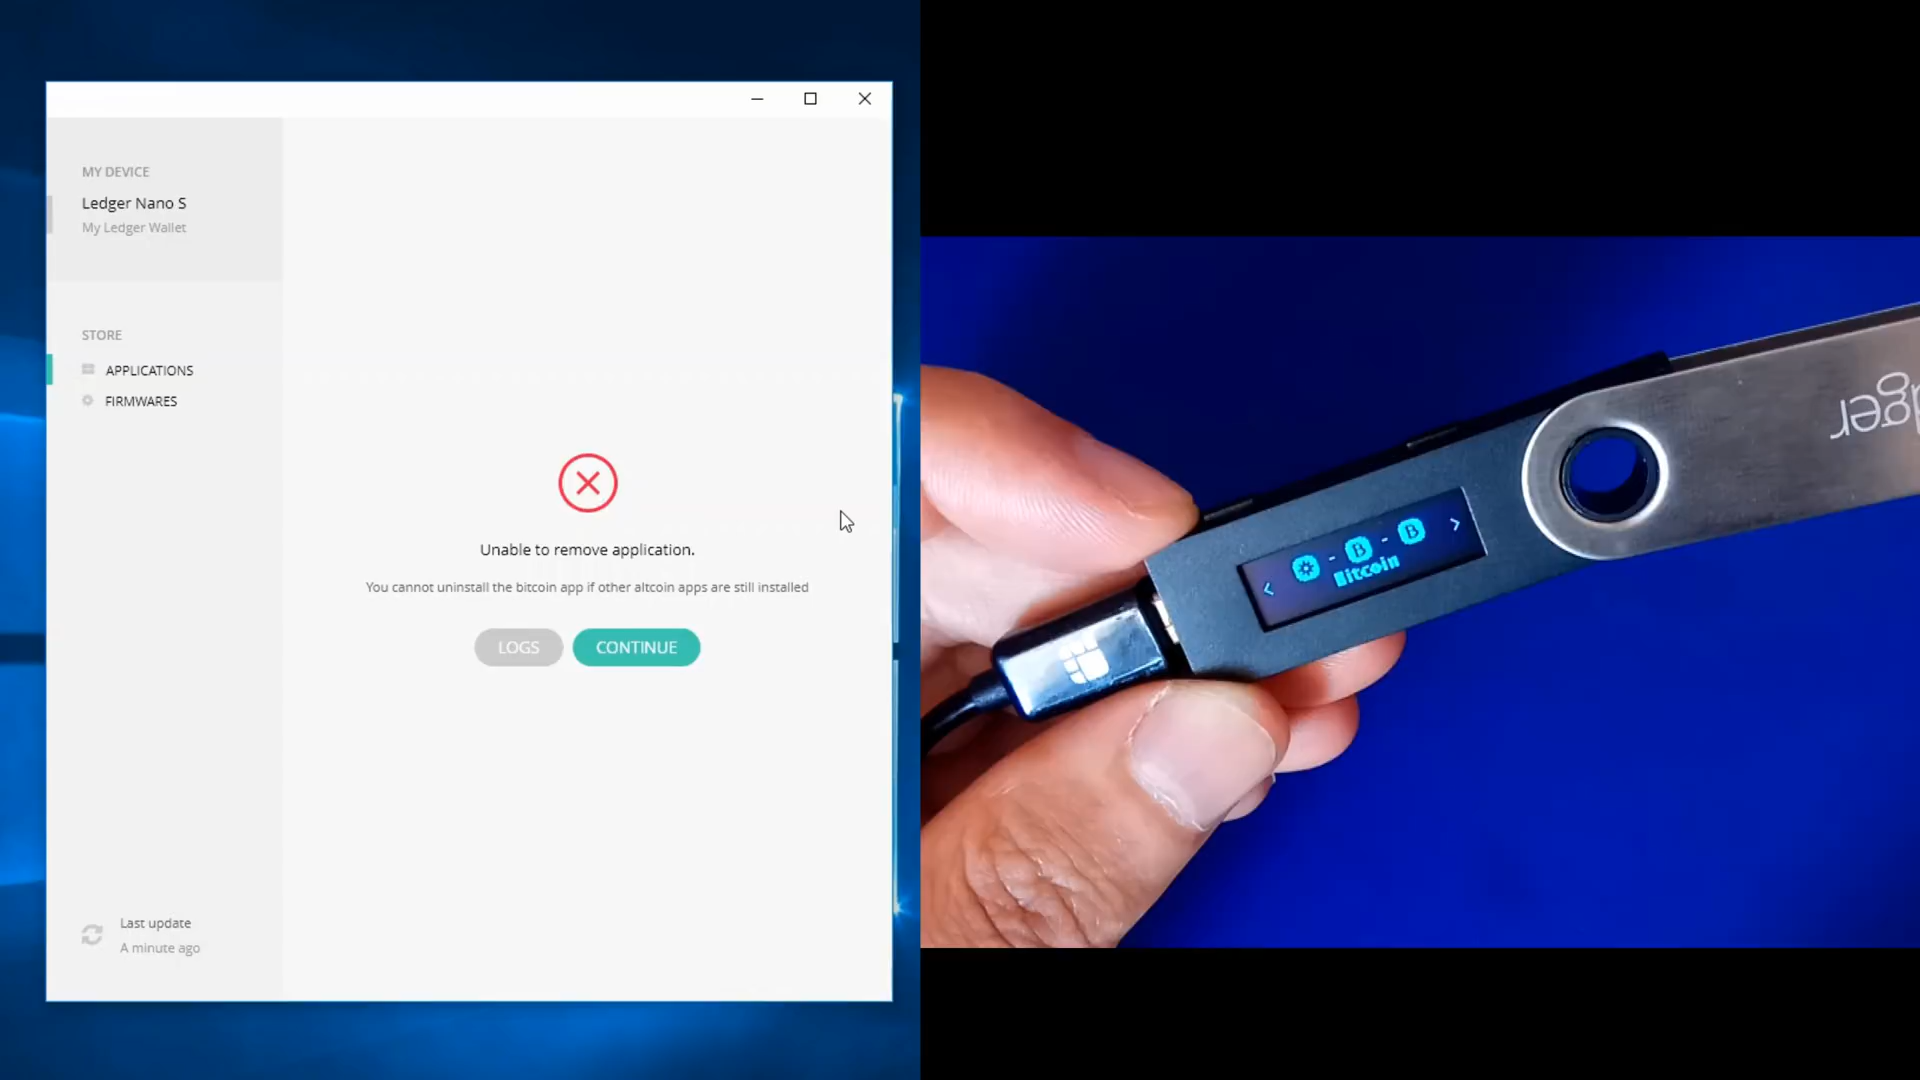 MY DEVICE
Ledger Nano S
My Ledger Wallet
STORE
APPLICATIONS
FIRMWARES
Unable to remove application.
You cannot uninstall the bitcoin app if other altcoin apps are still installed
LOGS
CONTINUE
Last update
A minute ago
Bitcoin